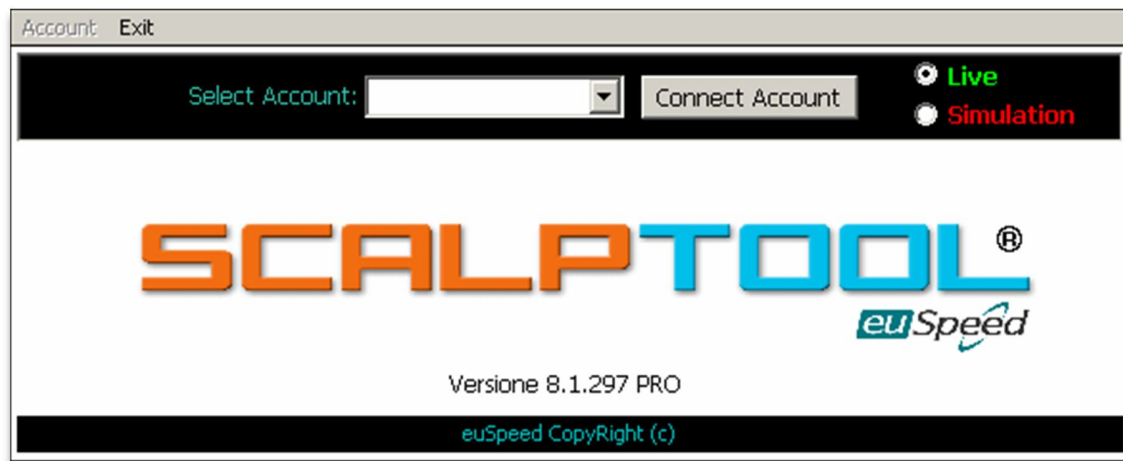 Account Exit
Select Account: Connect Account Live
Simulation
SCALPTOOL®
euSpeed
Versione 8.1.297 PRO
euSpeed CopyRight (c)